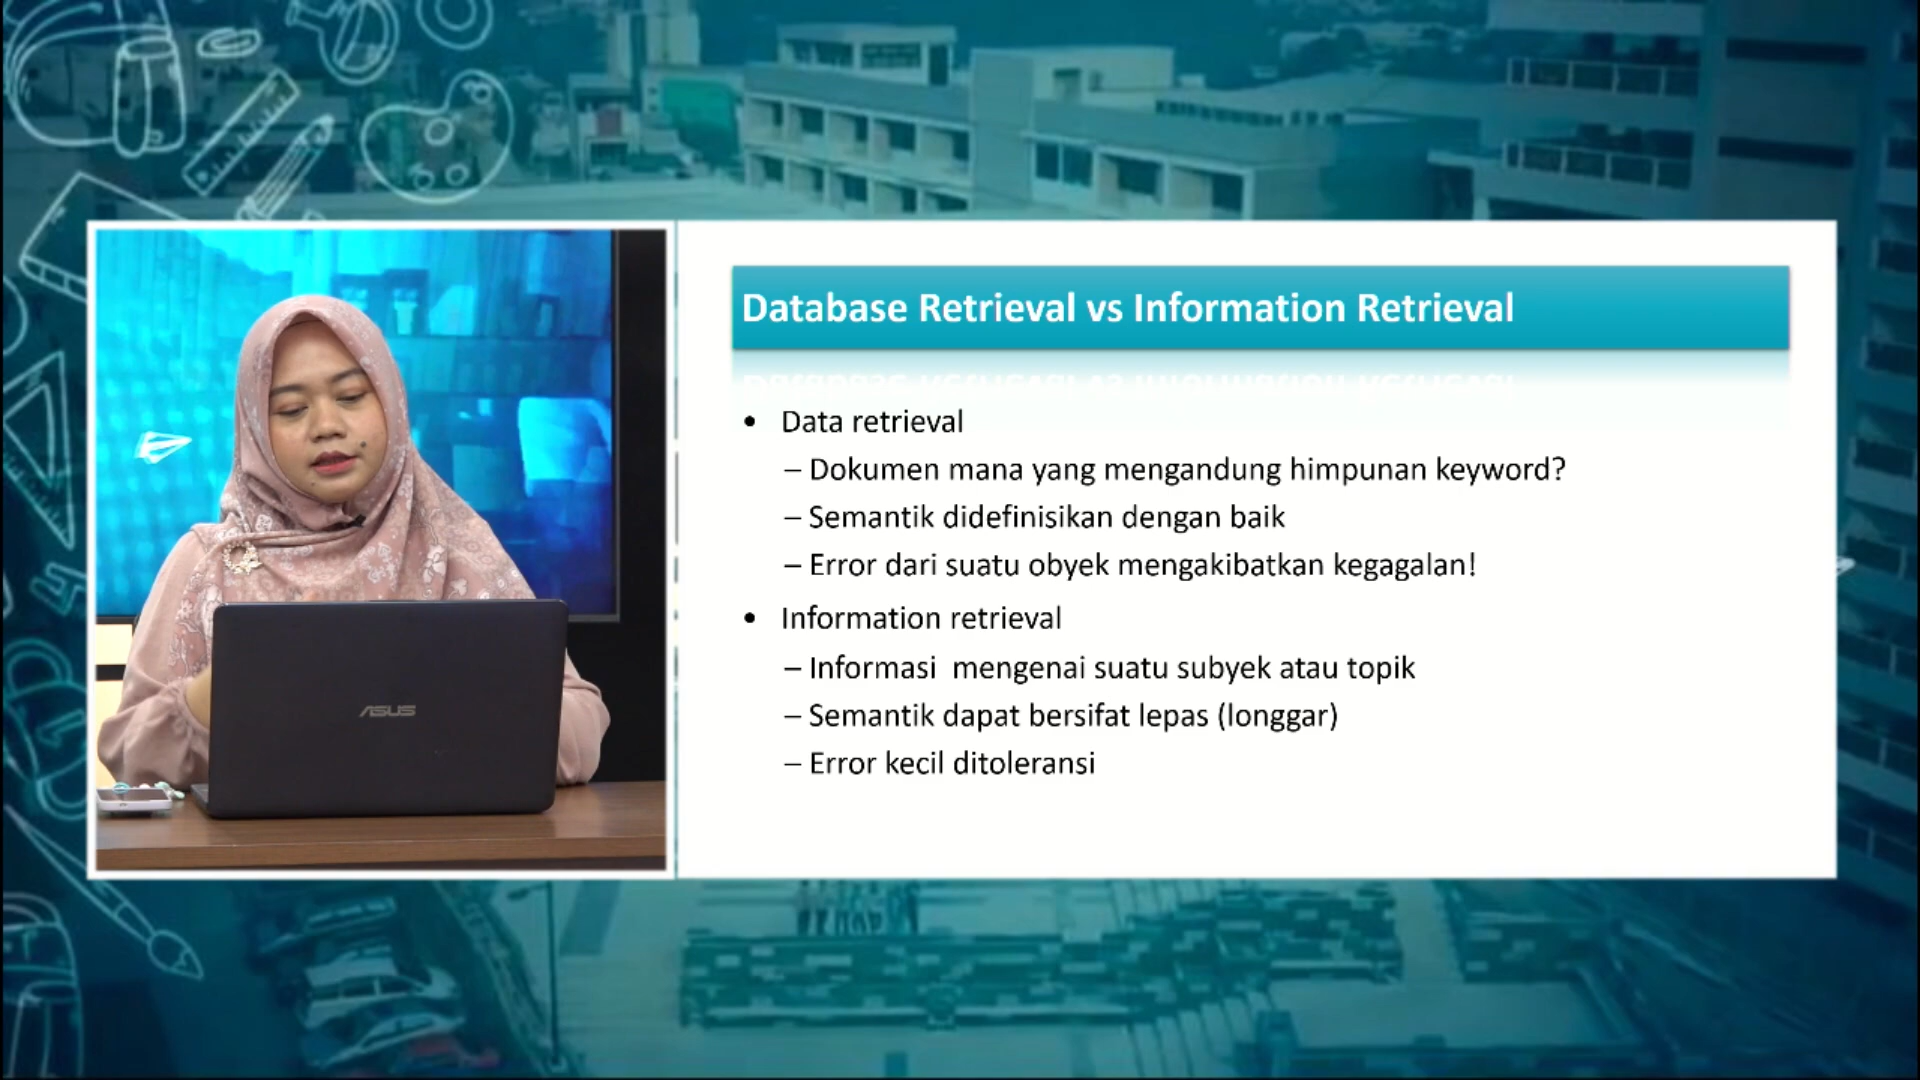 Database Retrieval vs Information Retrieval
• Data retrieval
– Dokumen mana yang mengandung himpunan keyword?
– Semantik didefinisikan dengan baik
– Error dari suatu obyek mengakibatkan kegagalan!
• Information retrieval
– Informasi mengenai suatu subyek atau topik
– Semantik dapat bersifat lepas (longgar)
– Error kecil ditoleransi
ASUS